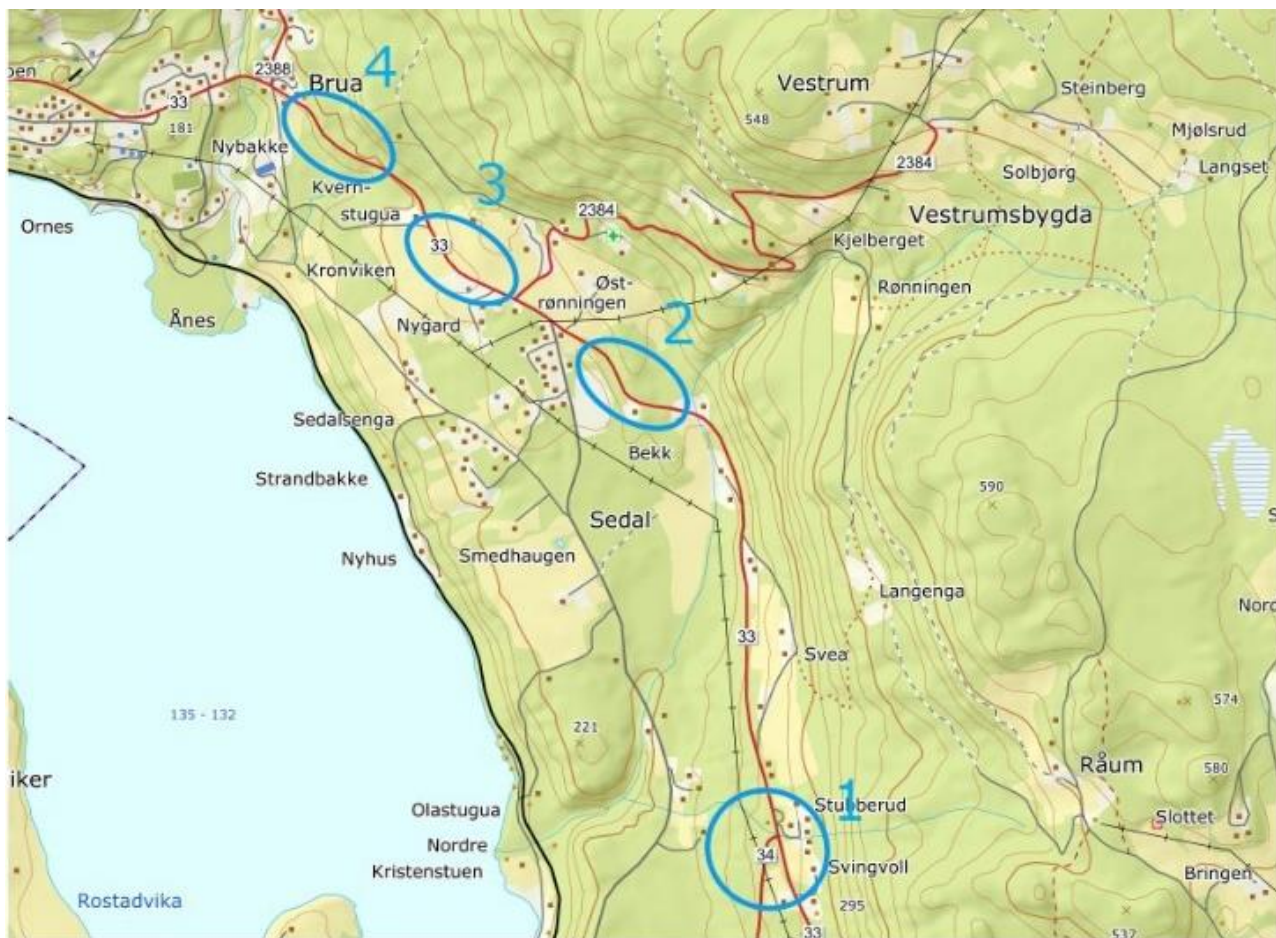 4
2388
Brua
Vestrum
pen
33
Steinberg
548
181
Mjølsrud
Nybakke
2384
Solbjørg
Langset
3
Kvern-
stugua
2384
Vestrumsbygda
Ornes
33
Kjelberget
Kronviken
Øst-
rønningen
Rønningen
Ånes
Nygard
2
Sedalsenga
Bekk
Strandbakke
590
Sedal
Smedhaugen
Nyhus
Langenga
Nord
33
Svea
574
135 - 132
221
Råum
580
iker
1
Stubberud
Olastugua
Slottet
Nordre
34
Svingvoll
Kristenstuen
Bringen
Rostadvika
295
33
532